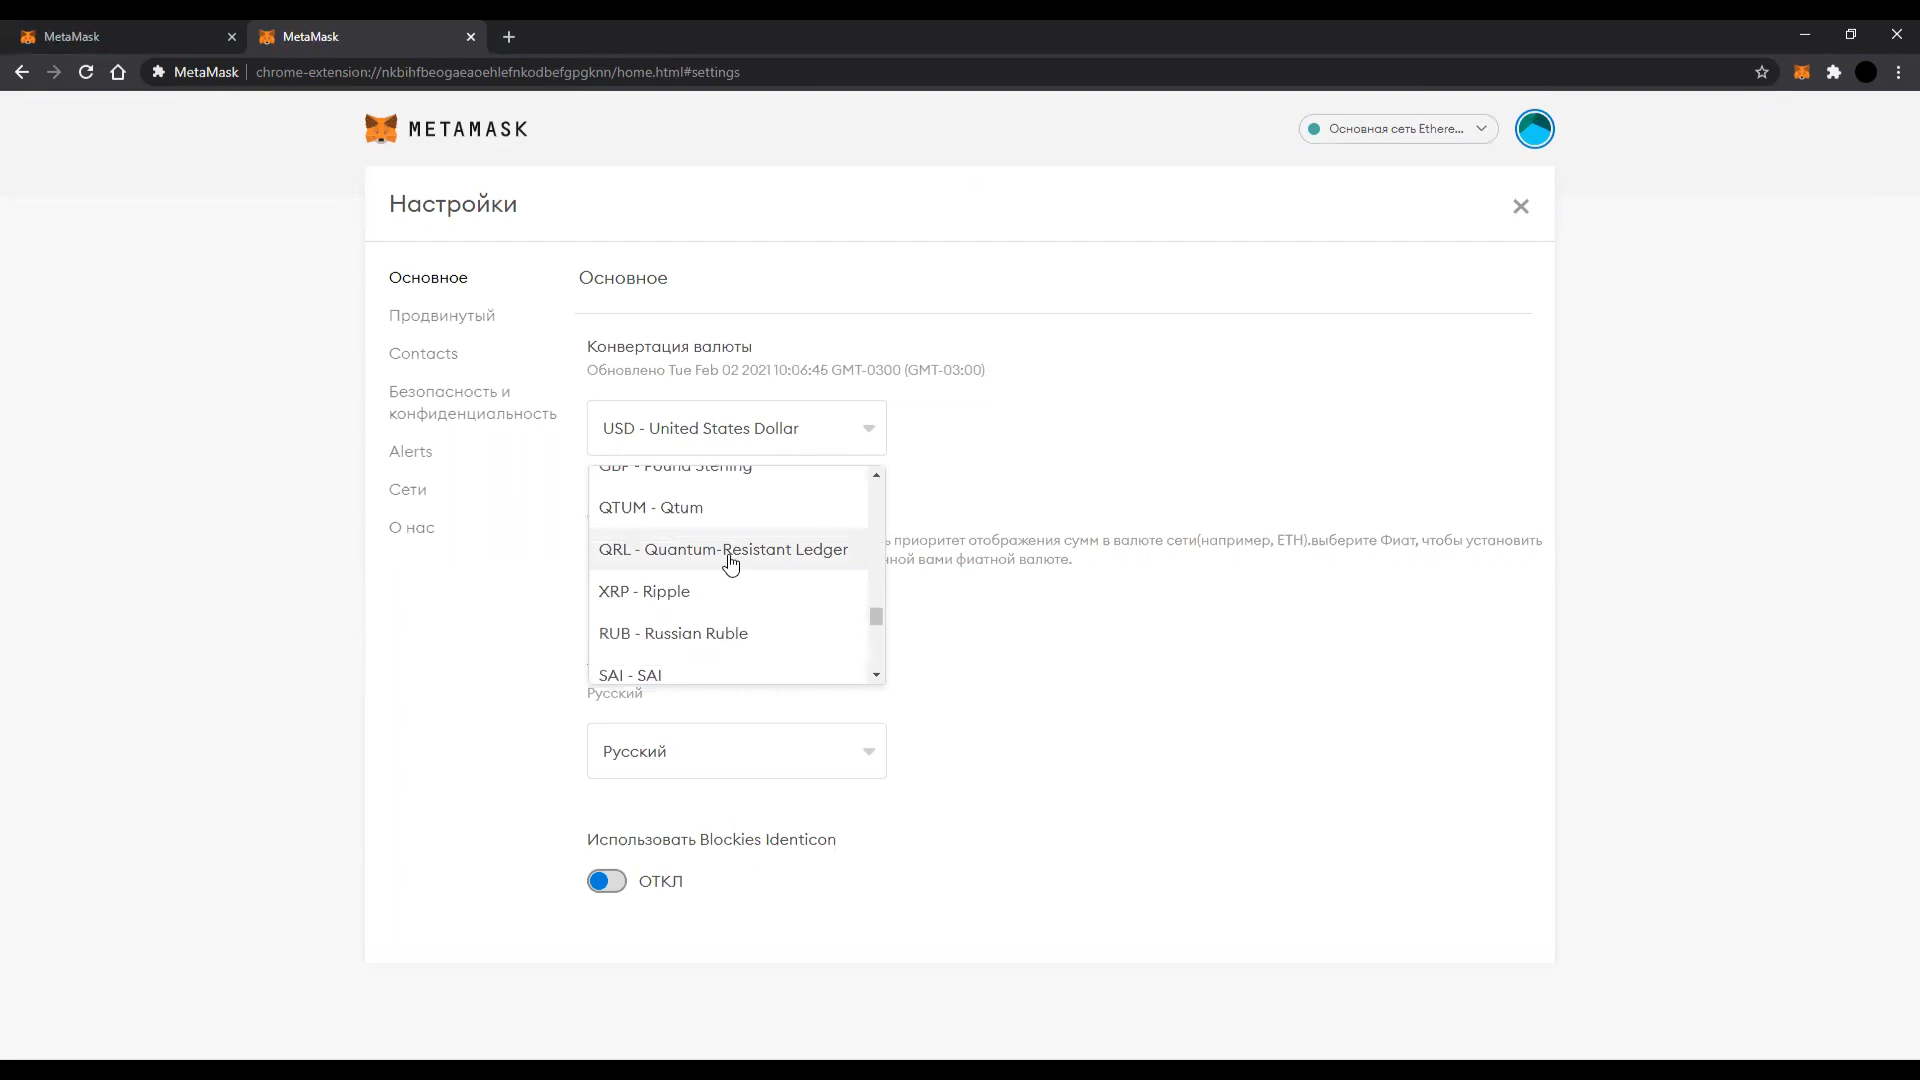 MetaMask
MetaMask
MetaMask
chrome-extension://nkbihfbeogaeaoehlefnkodbefgpgknn/home.html#settings
METAMASK
Основная сеть Ethere...
Настройки
Основное
Продвинутый
Contacts
Безопасность и
конфиденциальность
Alerts
Сети
О нас
Основное
Конвертация валюты
Обновлено Tue Feb 02 2021 10:06:45 GMT-0300 (GMT-03:00)
USD - United States Dollar
GBP - Pound Sterling
QTUM - Qtum
QRL - Quantum-Resistant Ledger
XRP - Ripple
RUB - Russian Ruble
SAI - SAI
приоритет отображения сумм в валюте сети(например, ETH).выберите Фиат, чтобы установить
вами фиатной валюте.
Русский
Русский
Использовать Blockies Identicon
ОТКЛ